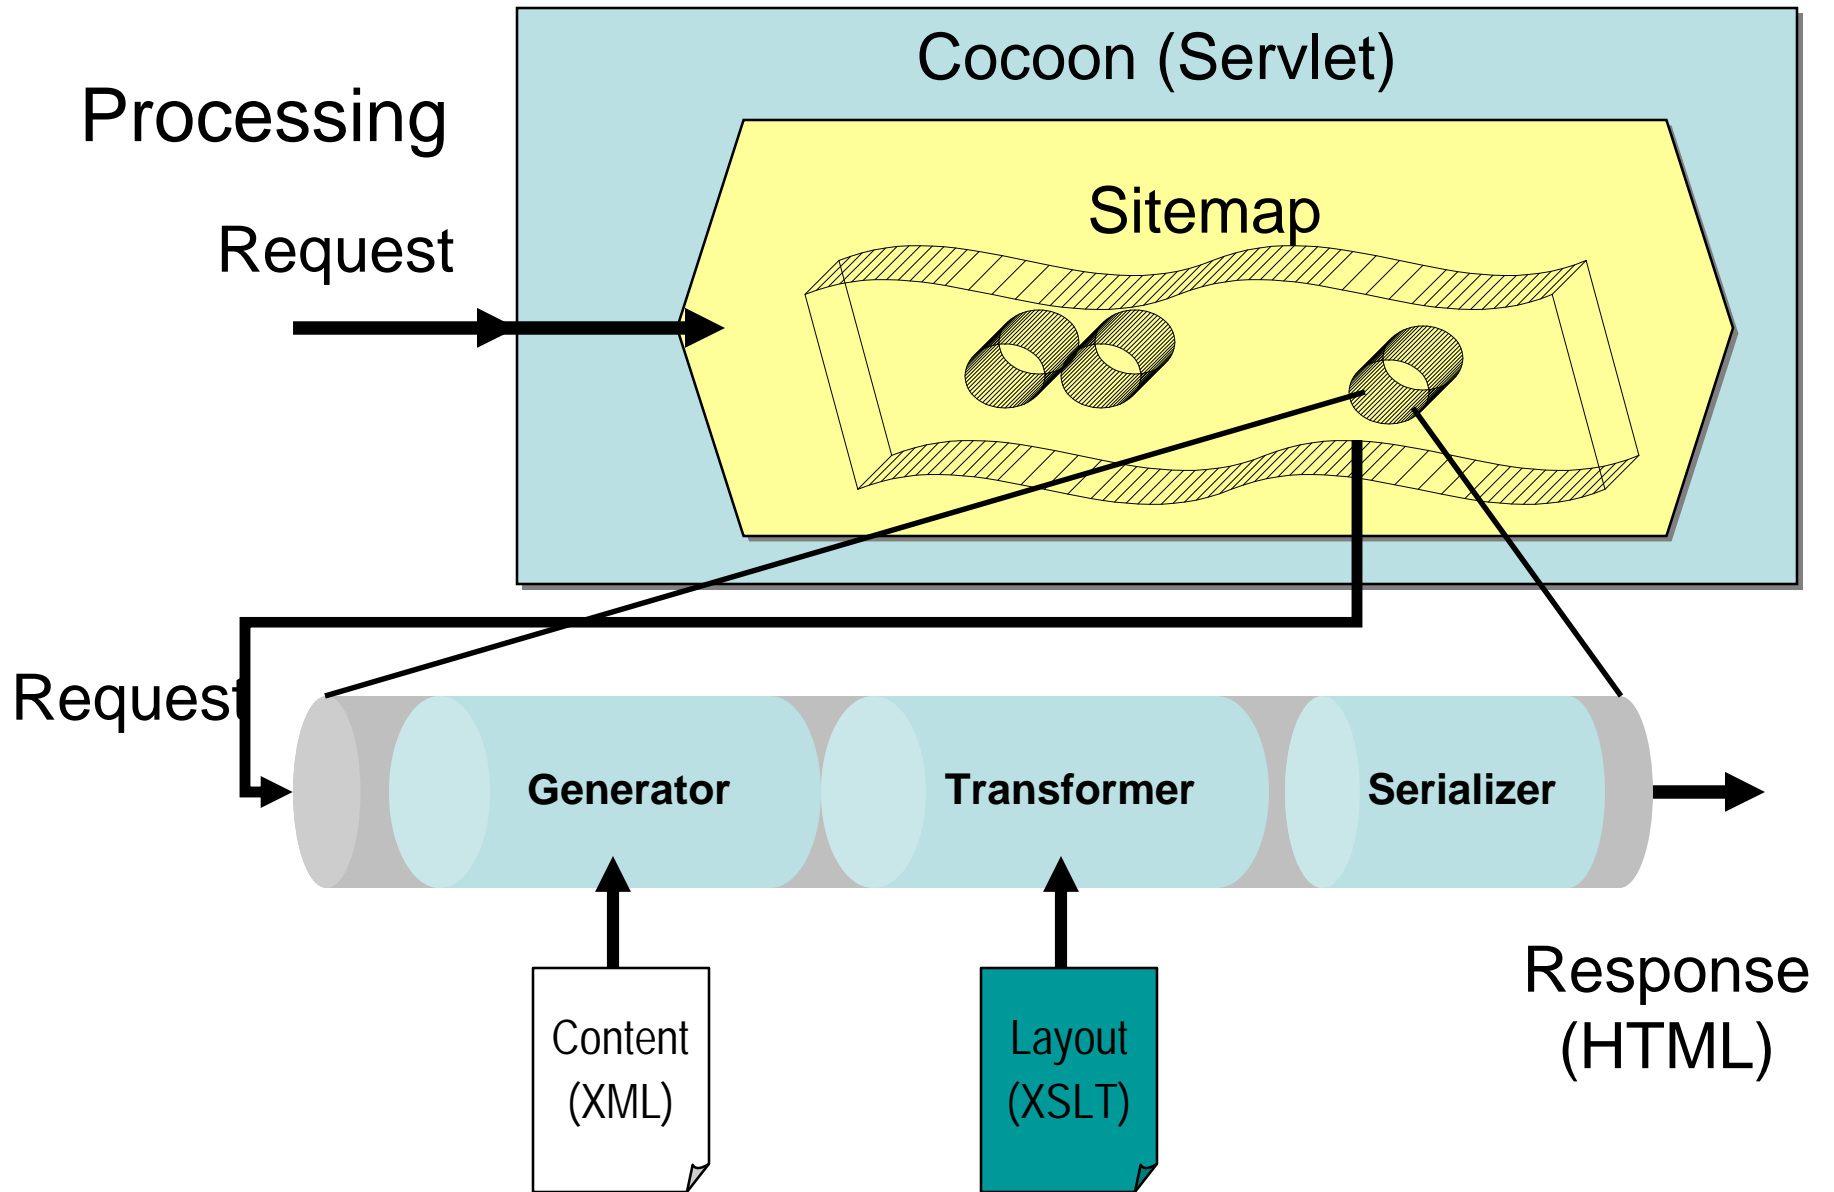 Cocoon (Servlet)
Processing
Sitemap
Request
Request
Generator
Transformer
Serializer
Content
(XML)
Layout
(XSLT)
Response
(HTML)